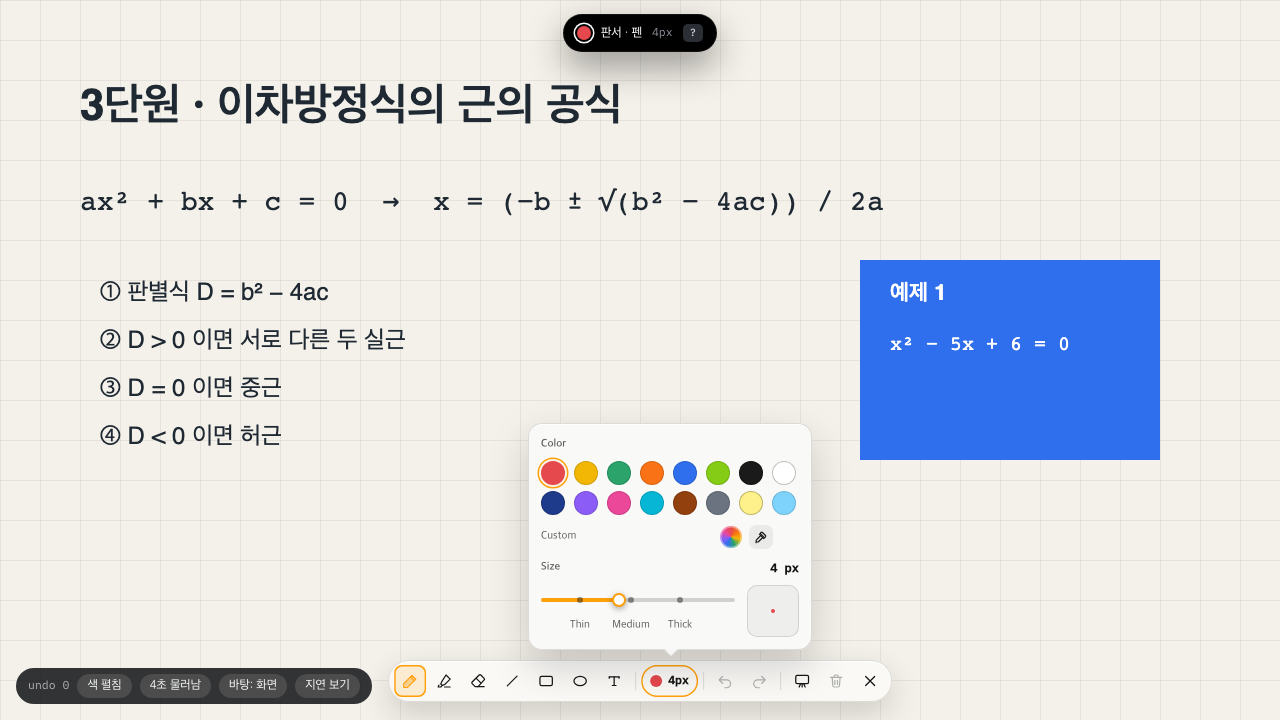 판서 · 펜 4px ?
3단원 · 이차방정식의 근의 공식
ax² + bx + c = 0 → x = (−b ± √(b² − 4ac)) / 2a
① 판별식 D = b² − 4ac
② D > 0 이면 서로 다른 두 실근
③ D = 0 이면 중근
④ D < 0 이면 허근
예제 1
x² − 5x + 6 = 0
Color
Custom
Size 4 px
Thin Medium Thick
undo 0 색 펼침 4초 물러남 바탕: 화면 지연 보기
T 4px